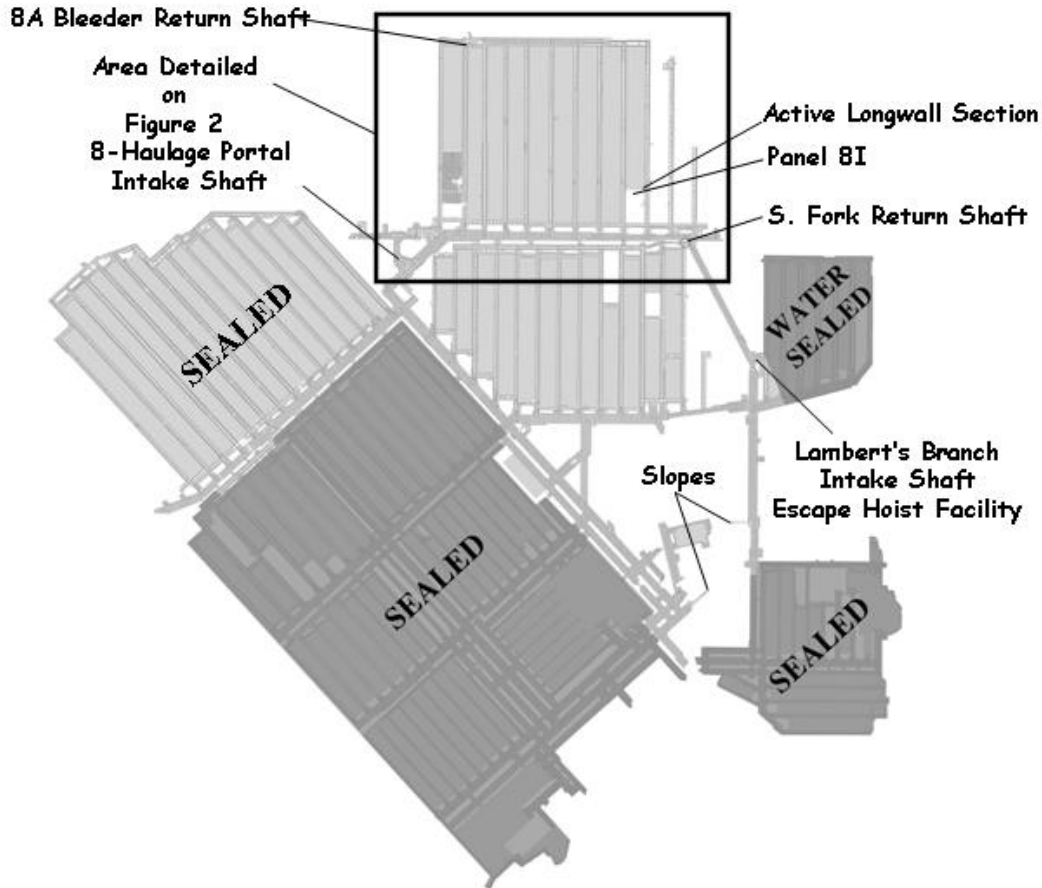 8A Bleeder Return Shaft
Area Detailed
on
Figure 2
8-Haulage Portal
Intake Shaft
Active Longwall Section
Panel 8I
S. Fork Return Shaft
SEALED
WATER
SEALED
Lambert's Branch
Intake Shaft
Escape Hoist Facility
Slopes
SEALED
SEALED